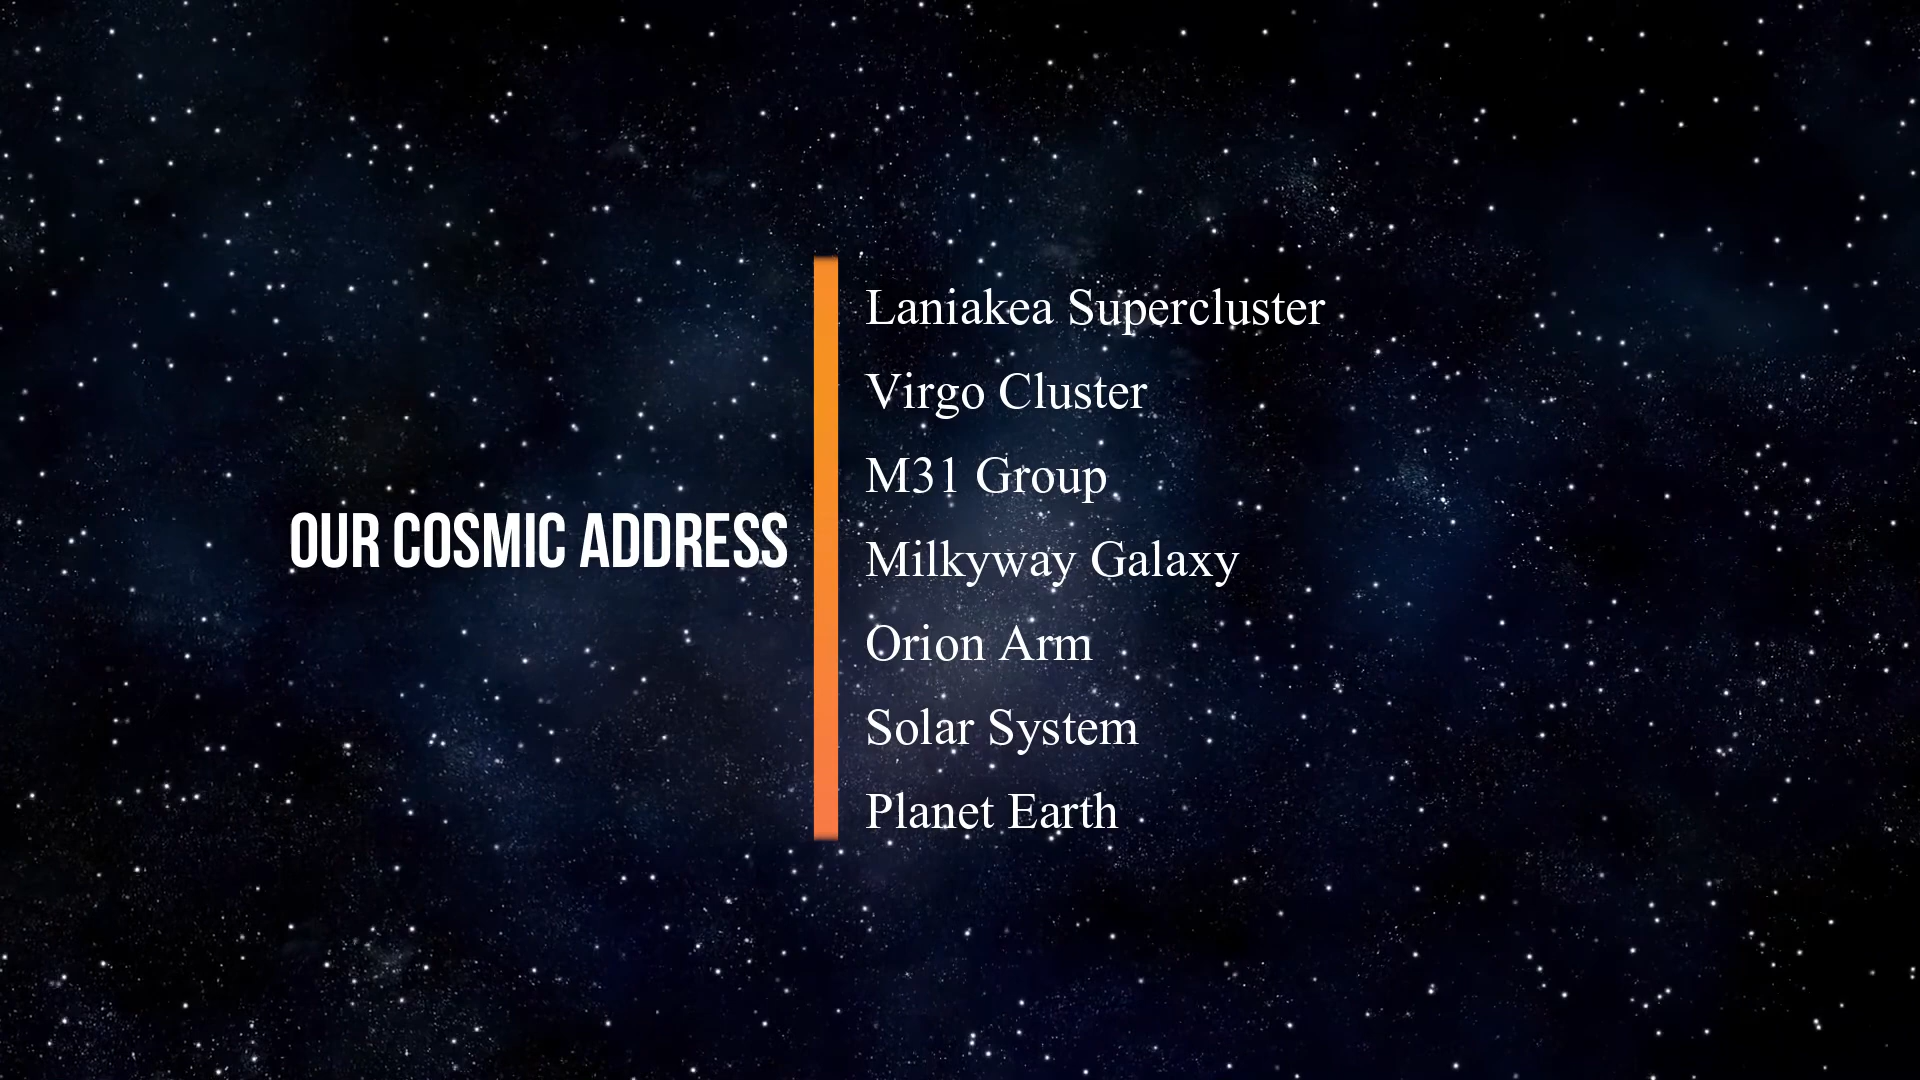 OUR COSMIC ADDRESS
Laniakea Supercluster
Virgo Cluster
M31 Group
Milkyway Galaxy
Orion Arm
Solar System
Planet Earth